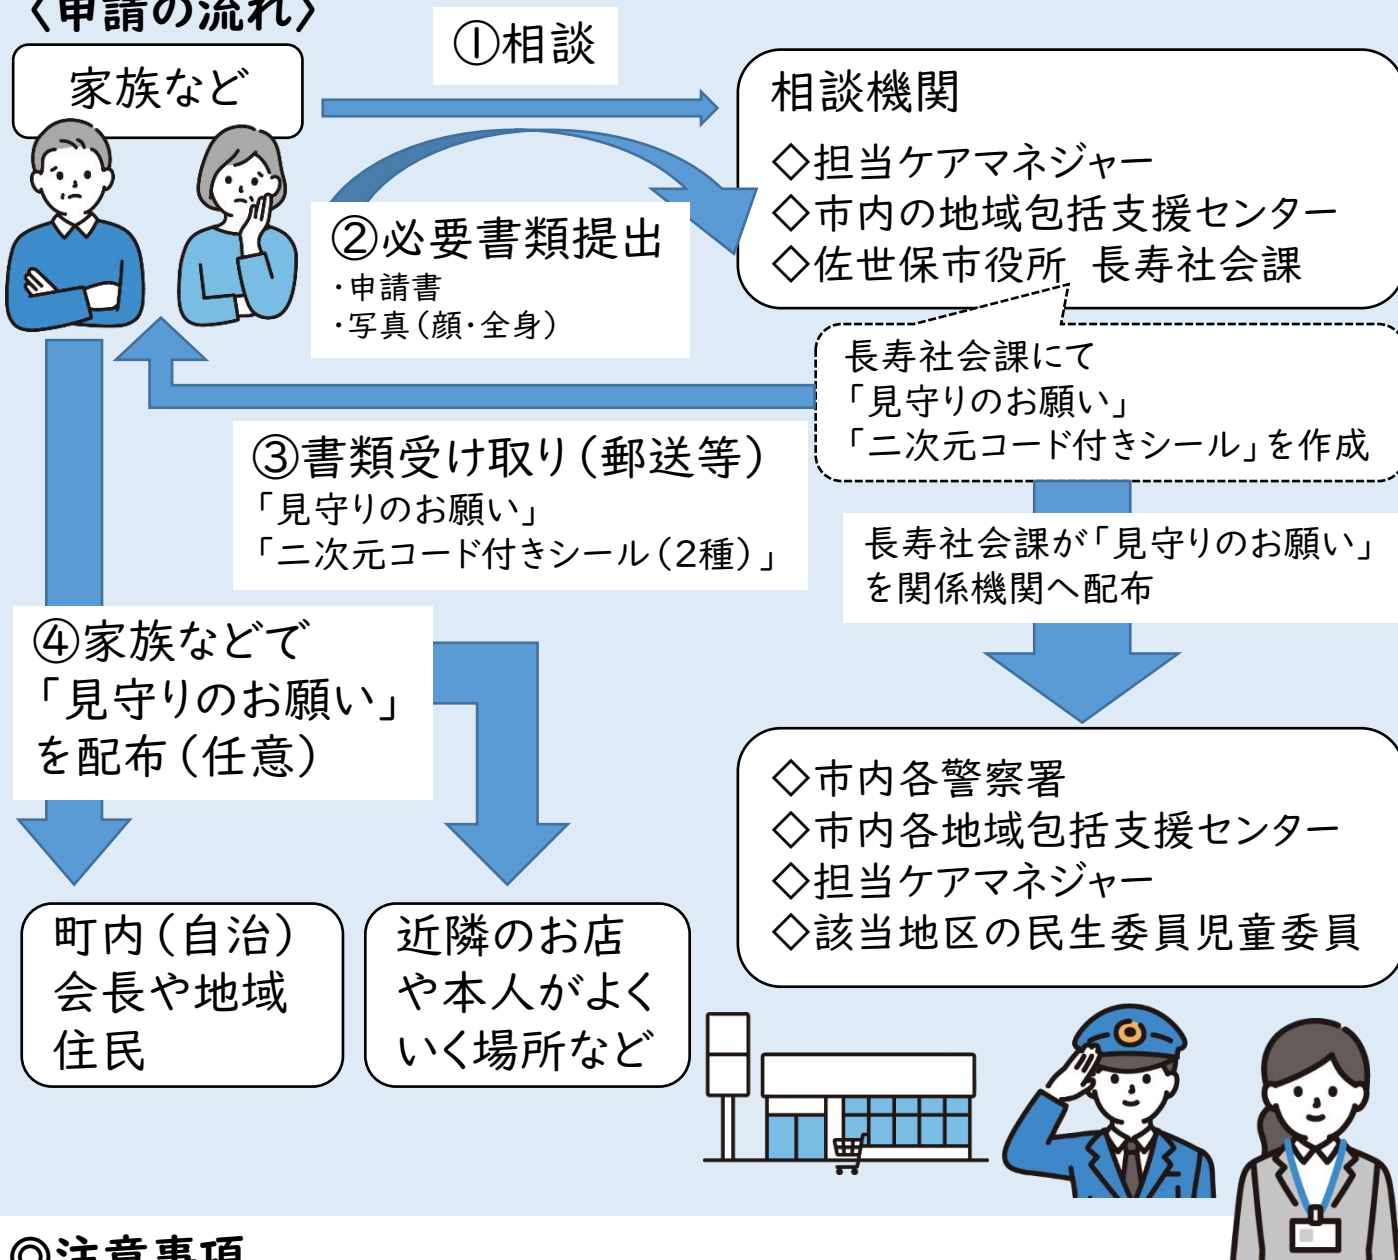 〈申請の流れ〉
家族など
①相談
相談機関
◇担当ケアマネジャー
◇市内の地域包括支援センター
◇佐世保市役所 長寿社会課
②必要書類提出
・申請書
・写真(顔・全身)
長寿社会課にて
「見守りのお願い」
「二次元コード付きシール」を作成
③書類受け取り(郵送等)
「見守りのお願い」
「二次元コード付きシール(2種)」
長寿社会課が「見守りのお願い」
を関係機関へ配布
④家族などで
「見守りのお願い」
を配布(任意)
◇市内各警察署
◇市内各地域包括支援センター
◇担当ケアマネジャー
◇該当地区の民生委員児童委員
町内(自治)
会長や地域
住民
近隣のお店
や本人がよく
いく場所など
◎注意事項